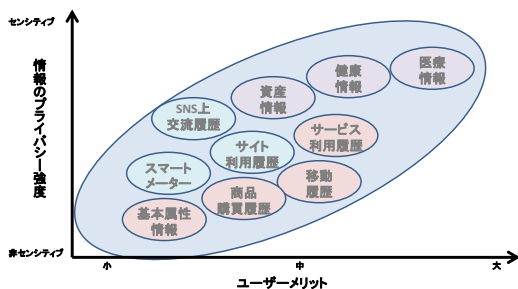 センシティブ
情報のプライバシー強度
医療
情報
健康
情報
資産
情報
SNS上
交流履歴
サービス
利用履歴
サイト
利用履歴
スマート
メーター
移動
履歴
商品
購買履歴
基本属性
情報
非センシティブ
小
中
大
ユーザーメリット